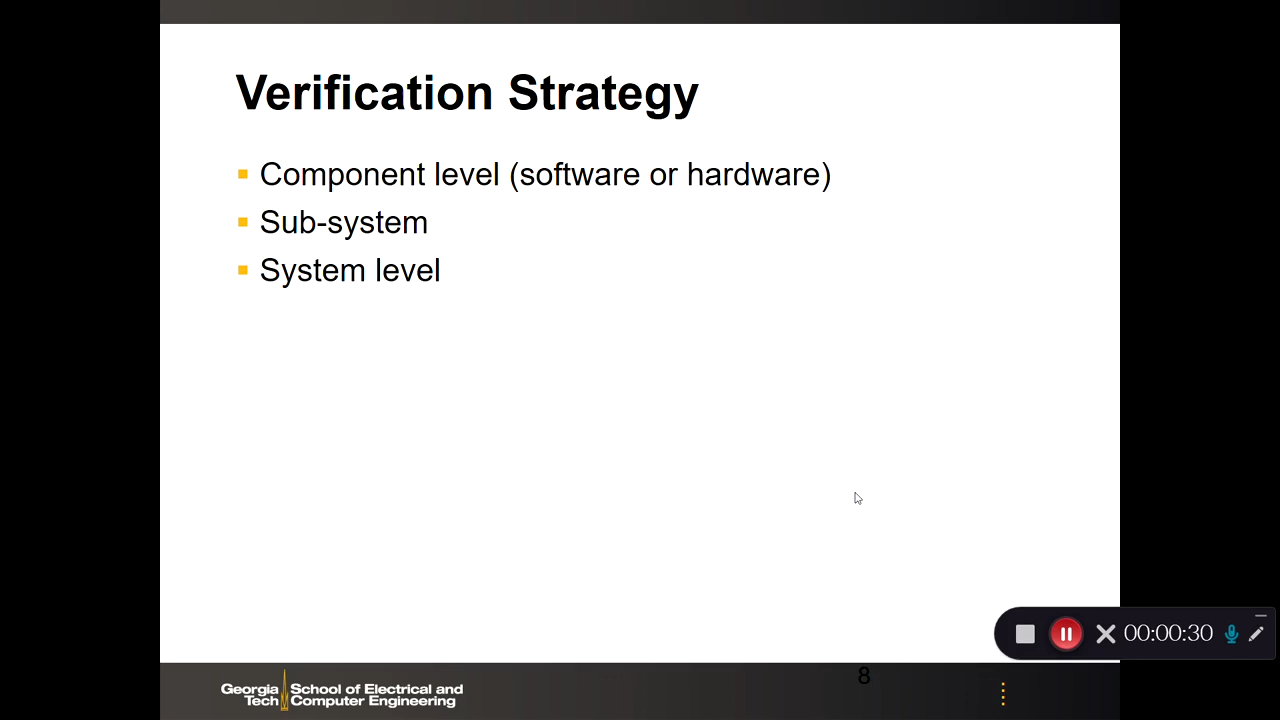 Verification Strategy
Component level (software or hardware)
Sub-system
System level
00:00:30
8
Georgia Tech
School of Electrical and
Computer Engineering